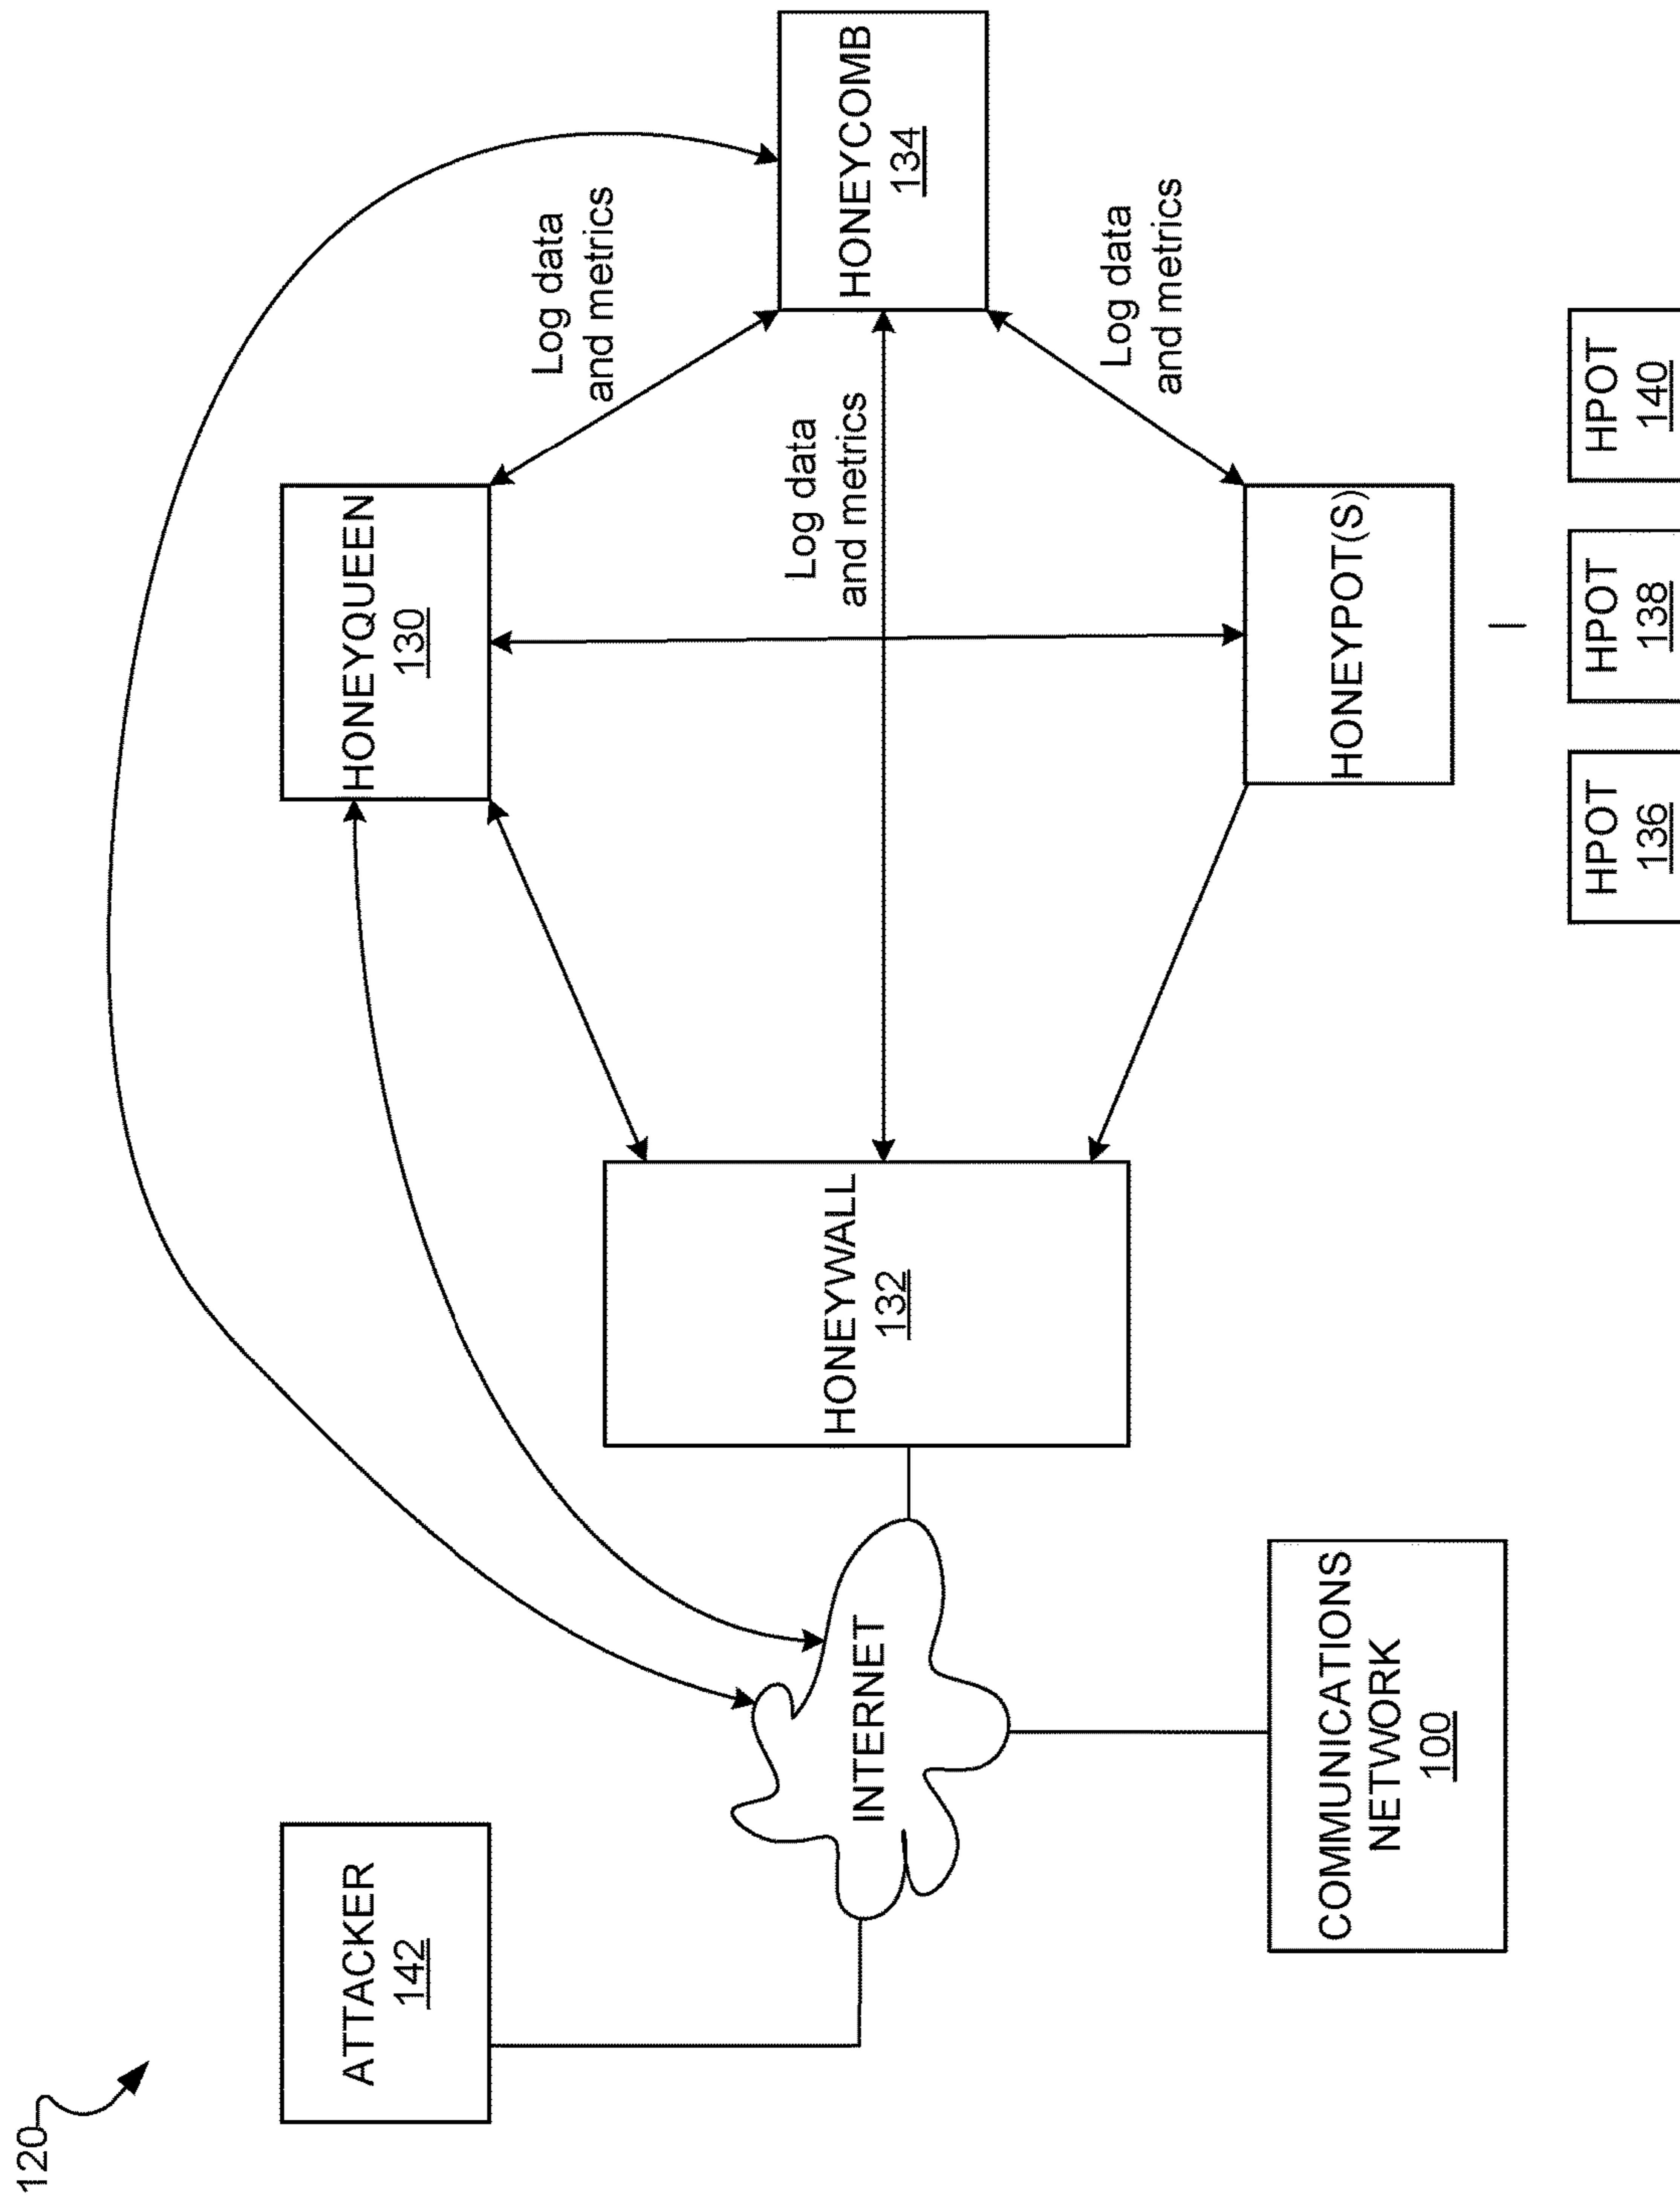 120
ATTACKER
142
INTERNET
COMMUNICATIONS
NETWORK
100
HONEYWALL
132
HONEYQUEEN
130
Log data
and metrics
Log data
and metrics
HONEYCOMB
134
Log data
and metrics
HONEYPOT(S)
HPOT
136
HPOT
138
HPOT
140